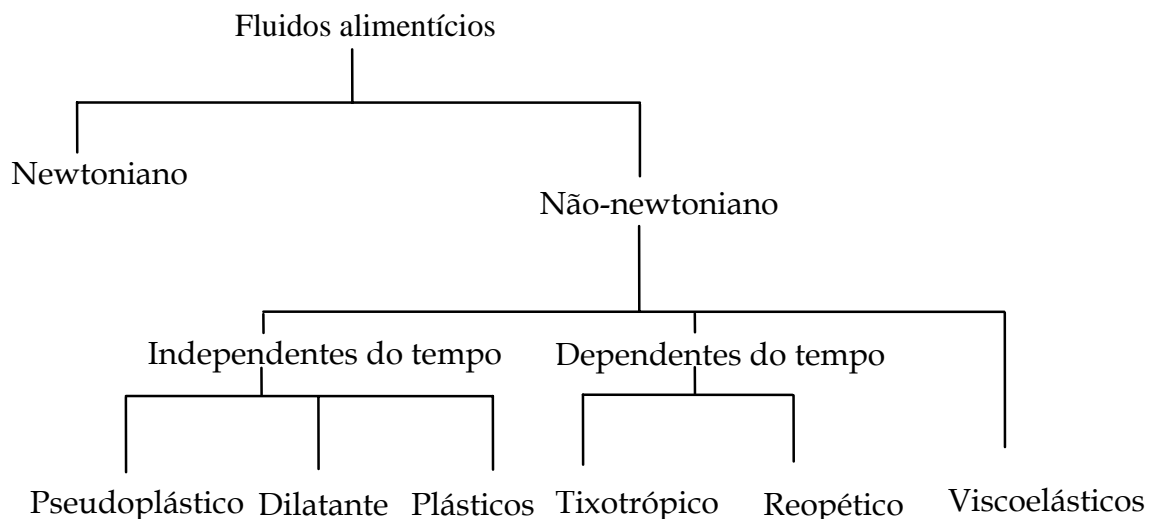 Fluidos alimentícios
Newtoniano
Não-newtoniano
Independentes do tempo
Dependentes do tempo
Pseudoplástico
Dilatante
Plásticos
Tixotrópico
Reopético
Viscoelásticos